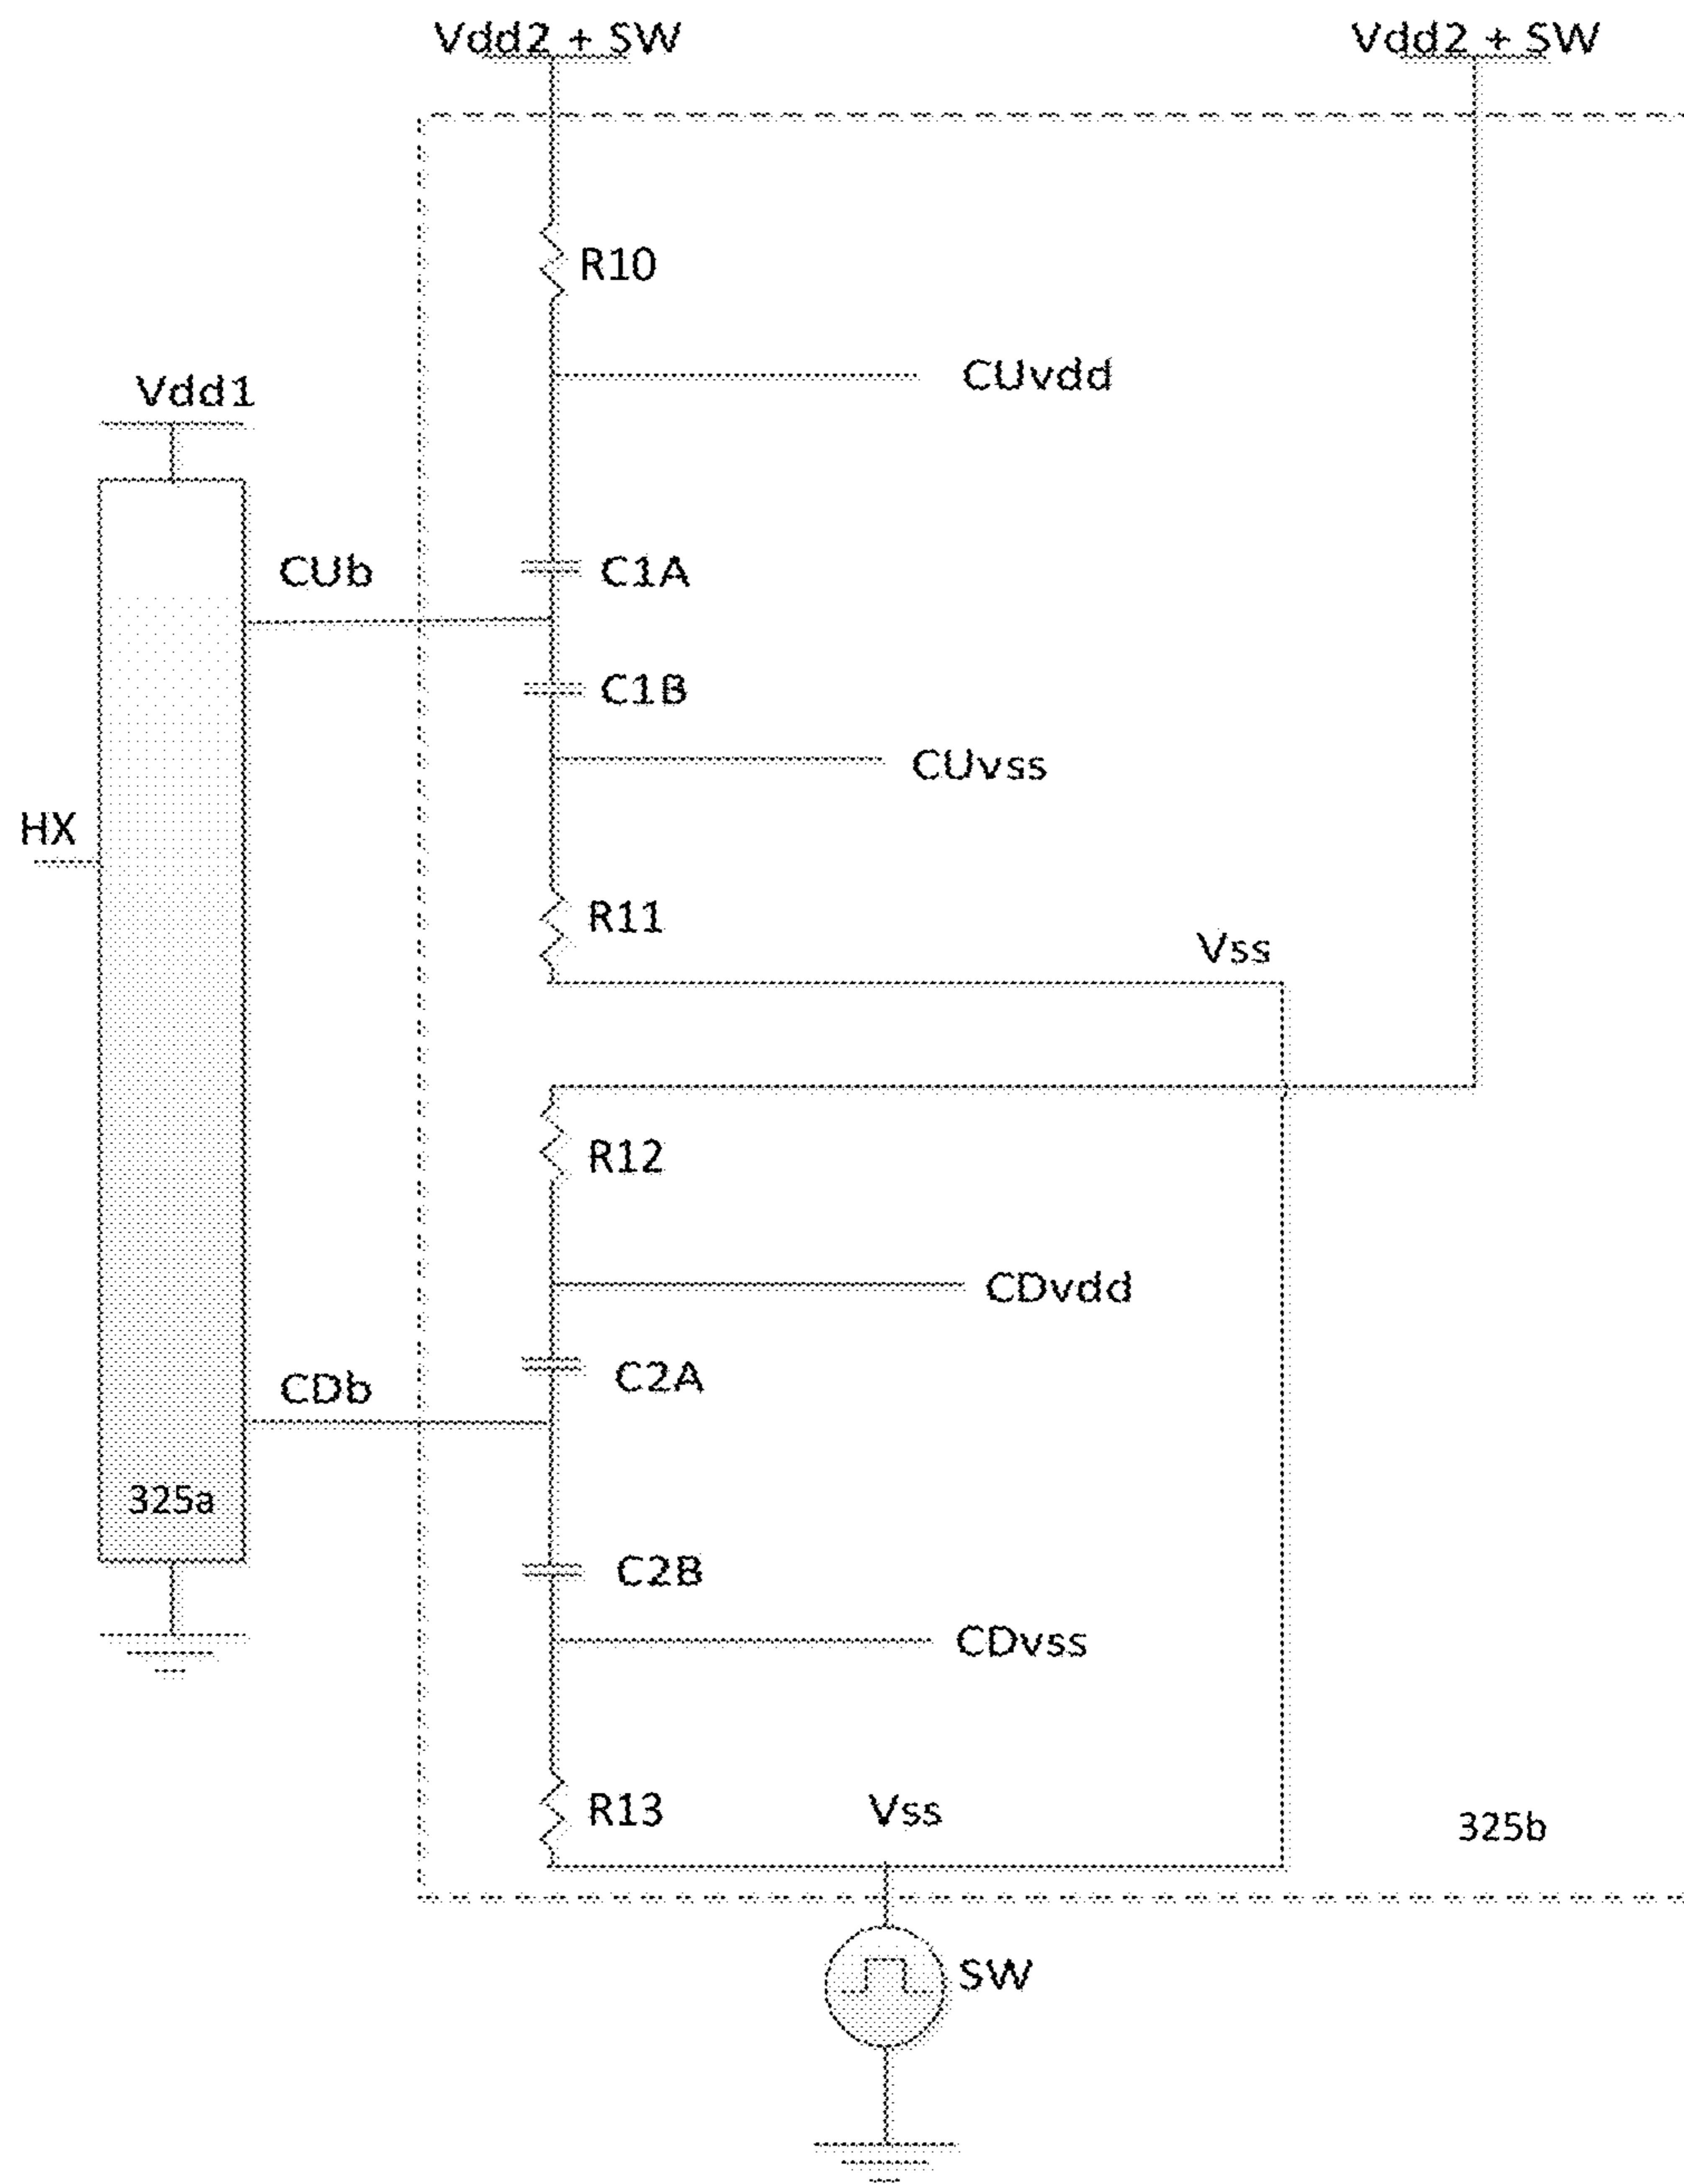 Vdd2 + SW
Vdd2 + SW
R10
CUvdd
Vdd1
CUb
C1A
C1B
CUvss
HX
R11
Vss
R12
CDvdd
C2A
CDb
325a
C2B
CDvss
R13
Vss
325b
SW